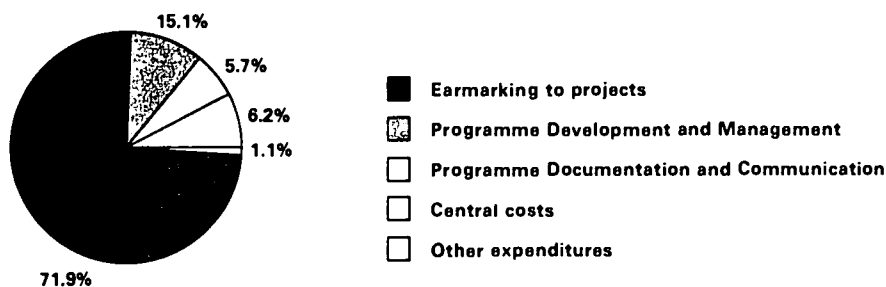 15.1%
5.7%
6.2%
1.1%
71.9%
Earmarking to projects
Programme Development and Management
Programme Documentation and Communication
Central costs
Other expenditures